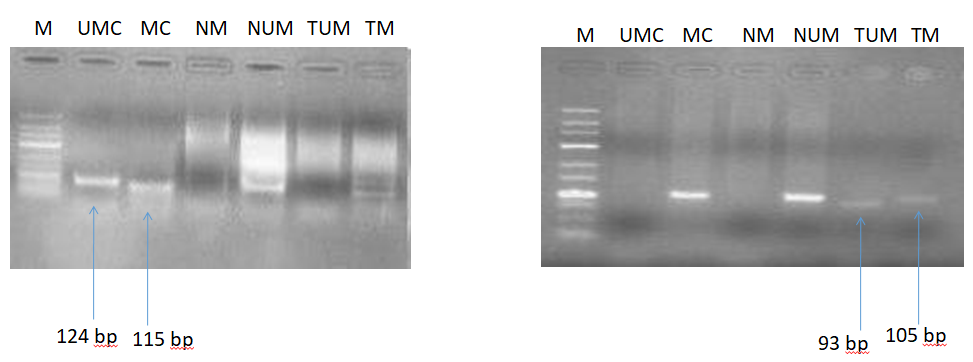 M UMC MC NM NUM TUM TM
124 bp 115 bp
M UMC MC NM NUM TUM TM
93 bp 105 bp